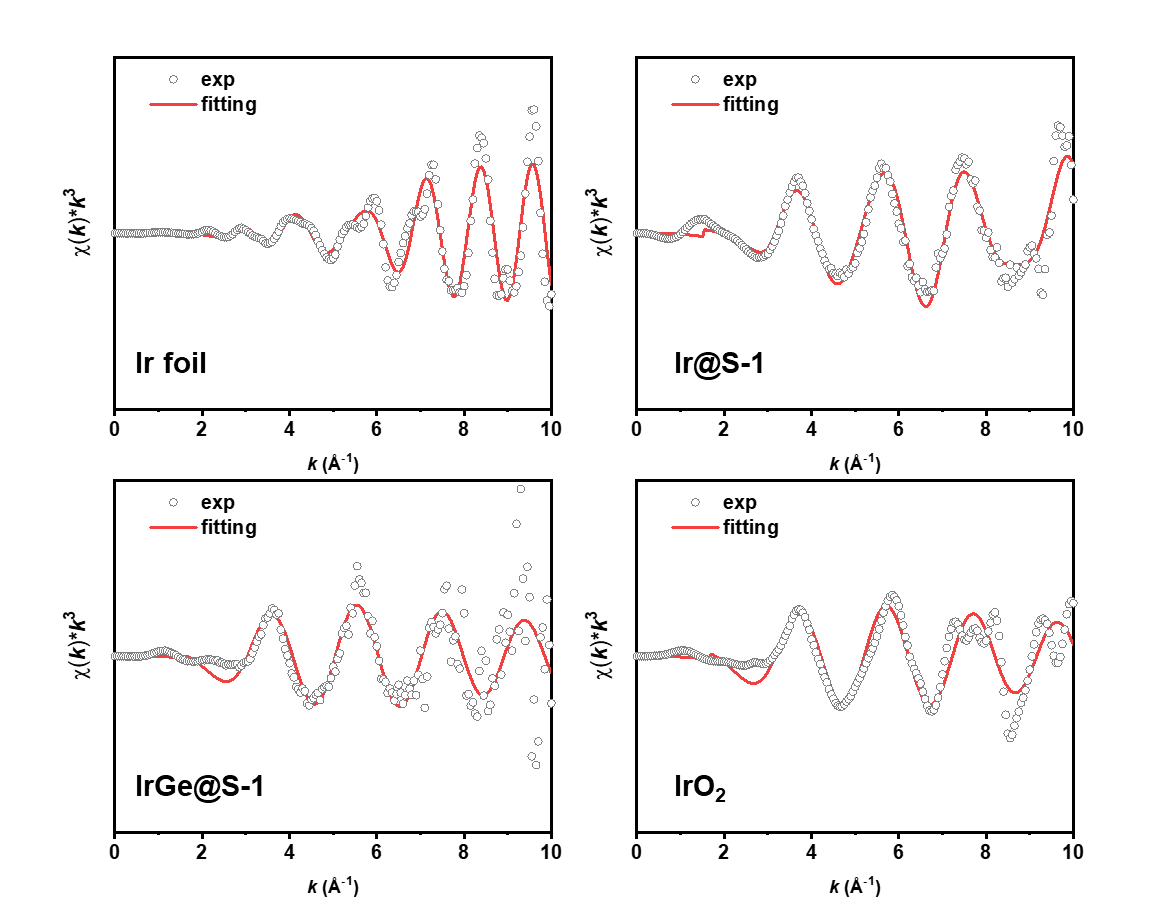 exp
fitting
χ(k)*k³
Ir foil
0 2 4 6 8 10
k (Å⁻¹)
exp
fitting
χ(k)*k³
Ir@S-1
0 2 4 6 8 10
k (Å⁻¹)
exp
fitting
χ(k)*k³
IrGe@S-1
0 2 4 6 8 10
k (Å⁻¹)
exp
fitting
χ(k)*k³
IrO₂
0 2 4 6 8 10
k (Å⁻¹)